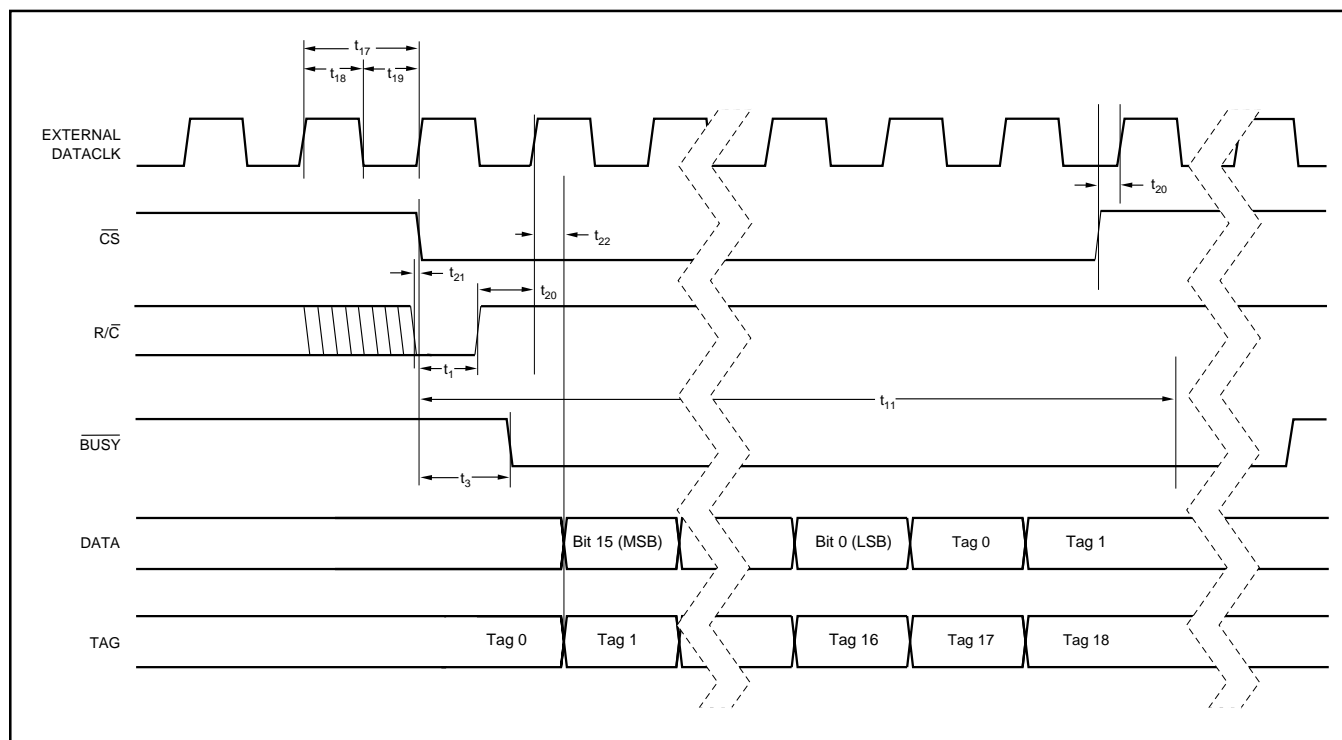 t17
t18 t19
EXTERNAL
DATACLK
t20
CS
t22
t21
t20
R/C
t1
t11
BUSY
t3
DATA
Bit 15 (MSB)
Bit 0 (LSB)
Tag 0
Tag 1
TAG
Tag 0
Tag 1
Tag 16
Tag 17
Tag 18